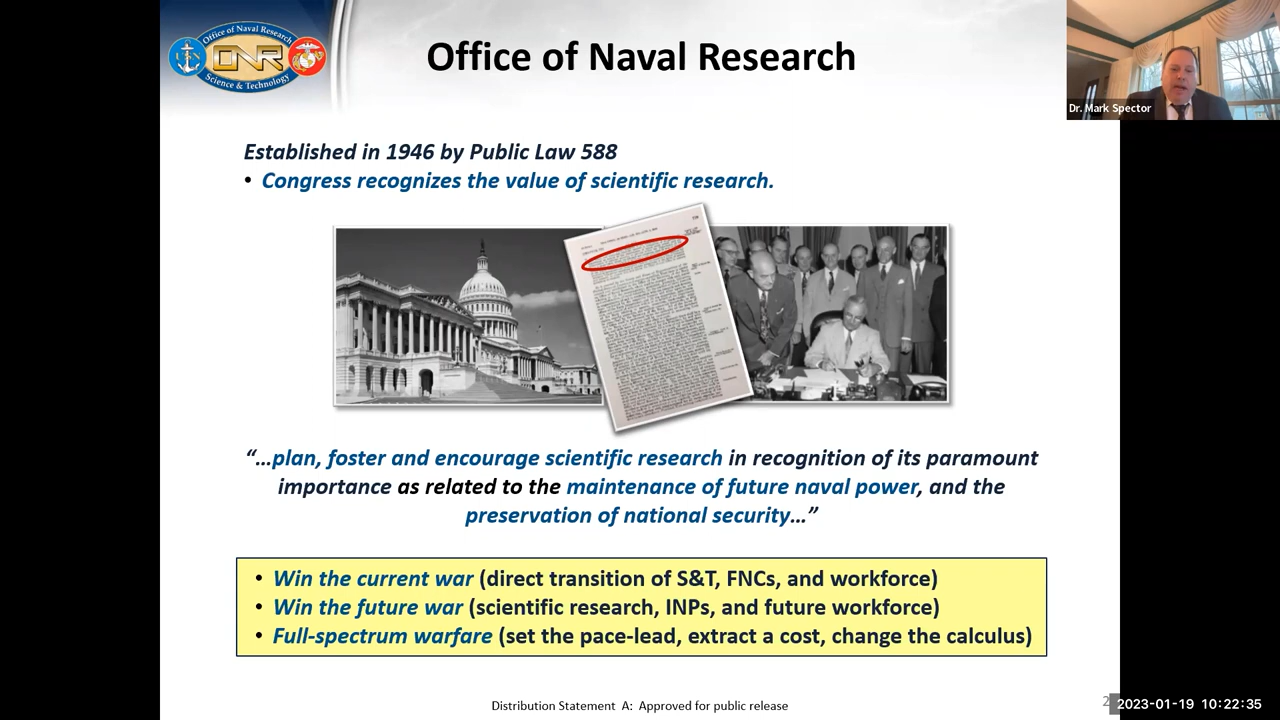 Office of Naval Research
ONR
Science & Technology
Office of Naval Research
Dr. Mark Spector
Established in 1946 by Public Law 588
• Congress recognizes the value of scientific research.
“…plan, foster and encourage scientific research in recognition of its paramount
importance as related to the maintenance of future naval power, and the
preservation of national security…”
• Win the current war (direct transition of S&T, FNCs, and workforce)
• Win the future war (scientific research, INPs, and future workforce)
• Full-spectrum warfare (set the pace-lead, extract a cost, change the calculus)
Distribution Statement A: Approved for public release
2
2023-01-19 10:22:35